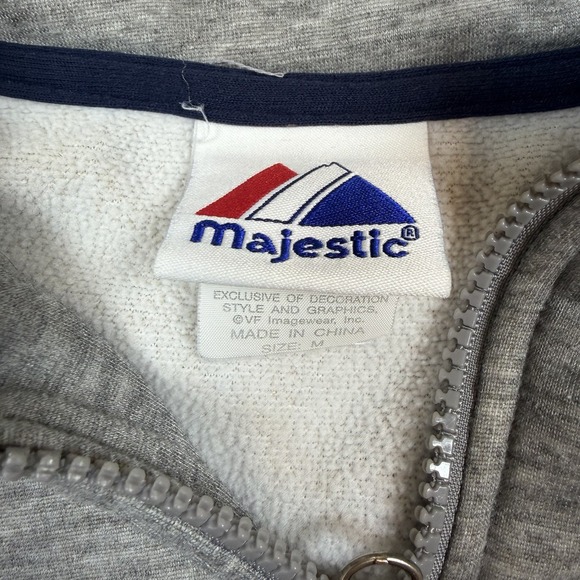 majestic®
EXCLUSIVE OF DECORATION
STYLE AND GRAPHICS.
©VF Imagewear, Inc.
MADE IN CHINA
SIZE: M